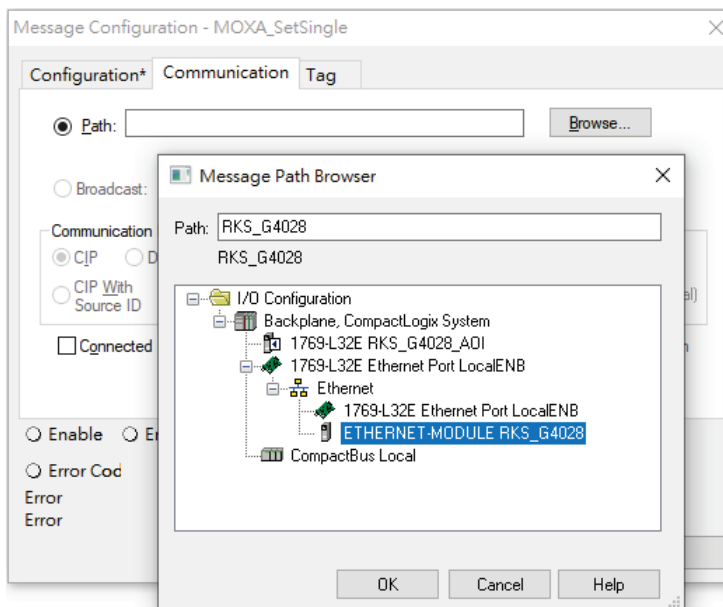 Message Configuration - MOXA_SetSingle
Configuration* Communication Tag
Path: Browse...
Message Path Browser
Broadcast:
Path: RKS_G4028
Communication
RKS_G4028
CIP D
CIP With
Source ID
al)
I/O Configuration
Backplane, CompactLogix System
1769-L32E RKS_G4028_AOI
Connected
1769-L32E Ethernet Port LocalENB
Ethernet
1769-L32E Ethernet Port LocalENB
Enable
ETHERNET-MODULE RKS_G4028
CompactBus Local
Error Cod
Error
Error
OK Cancel Help